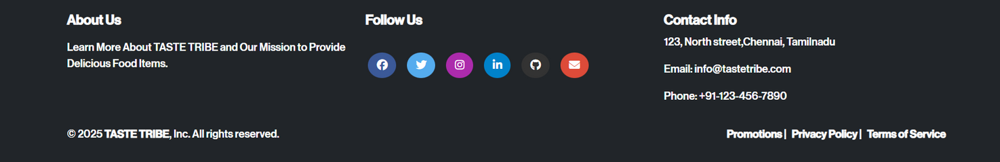 About Us
Learn More About TASTE TRIBE and Our Mission to Provide
Delicious Food Items.
Follow Us
Contact Info
123, North street,Chennai, Tamilnadu
Email: info@tastetribe.com
Phone: +91-123-456-7890
© 2025 TASTE TRIBE, Inc. All rights reserved.
Promotions | Privacy Policy | Terms of Service